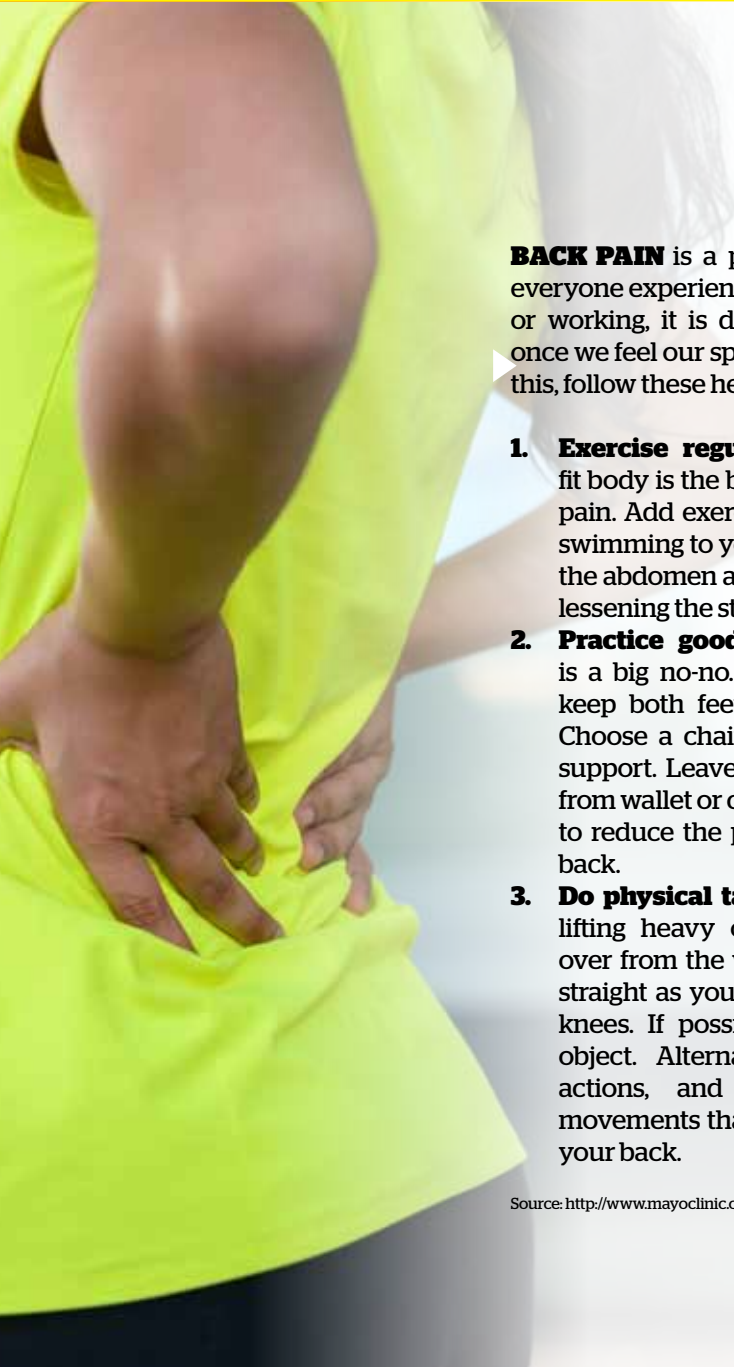 BACK PAIN is a p
everyone experien
or working, it is d
once we feel our sp
this, follow these he
1. Exercise regu
fit body is the b
pain. Add exer
swimming to y
the abdomen a
lessening the st
2. Practice good
is a big no-no.
keep both fee
Choose a chai
support. Leave
from wallet or c
to reduce the p
back.
3. Do physical ta
lifting heavy o
over from the w
straight as you
knees. If possi
object. Alterna
actions, and
movements tha
your back.
Source: http://www.mayoclinic.o